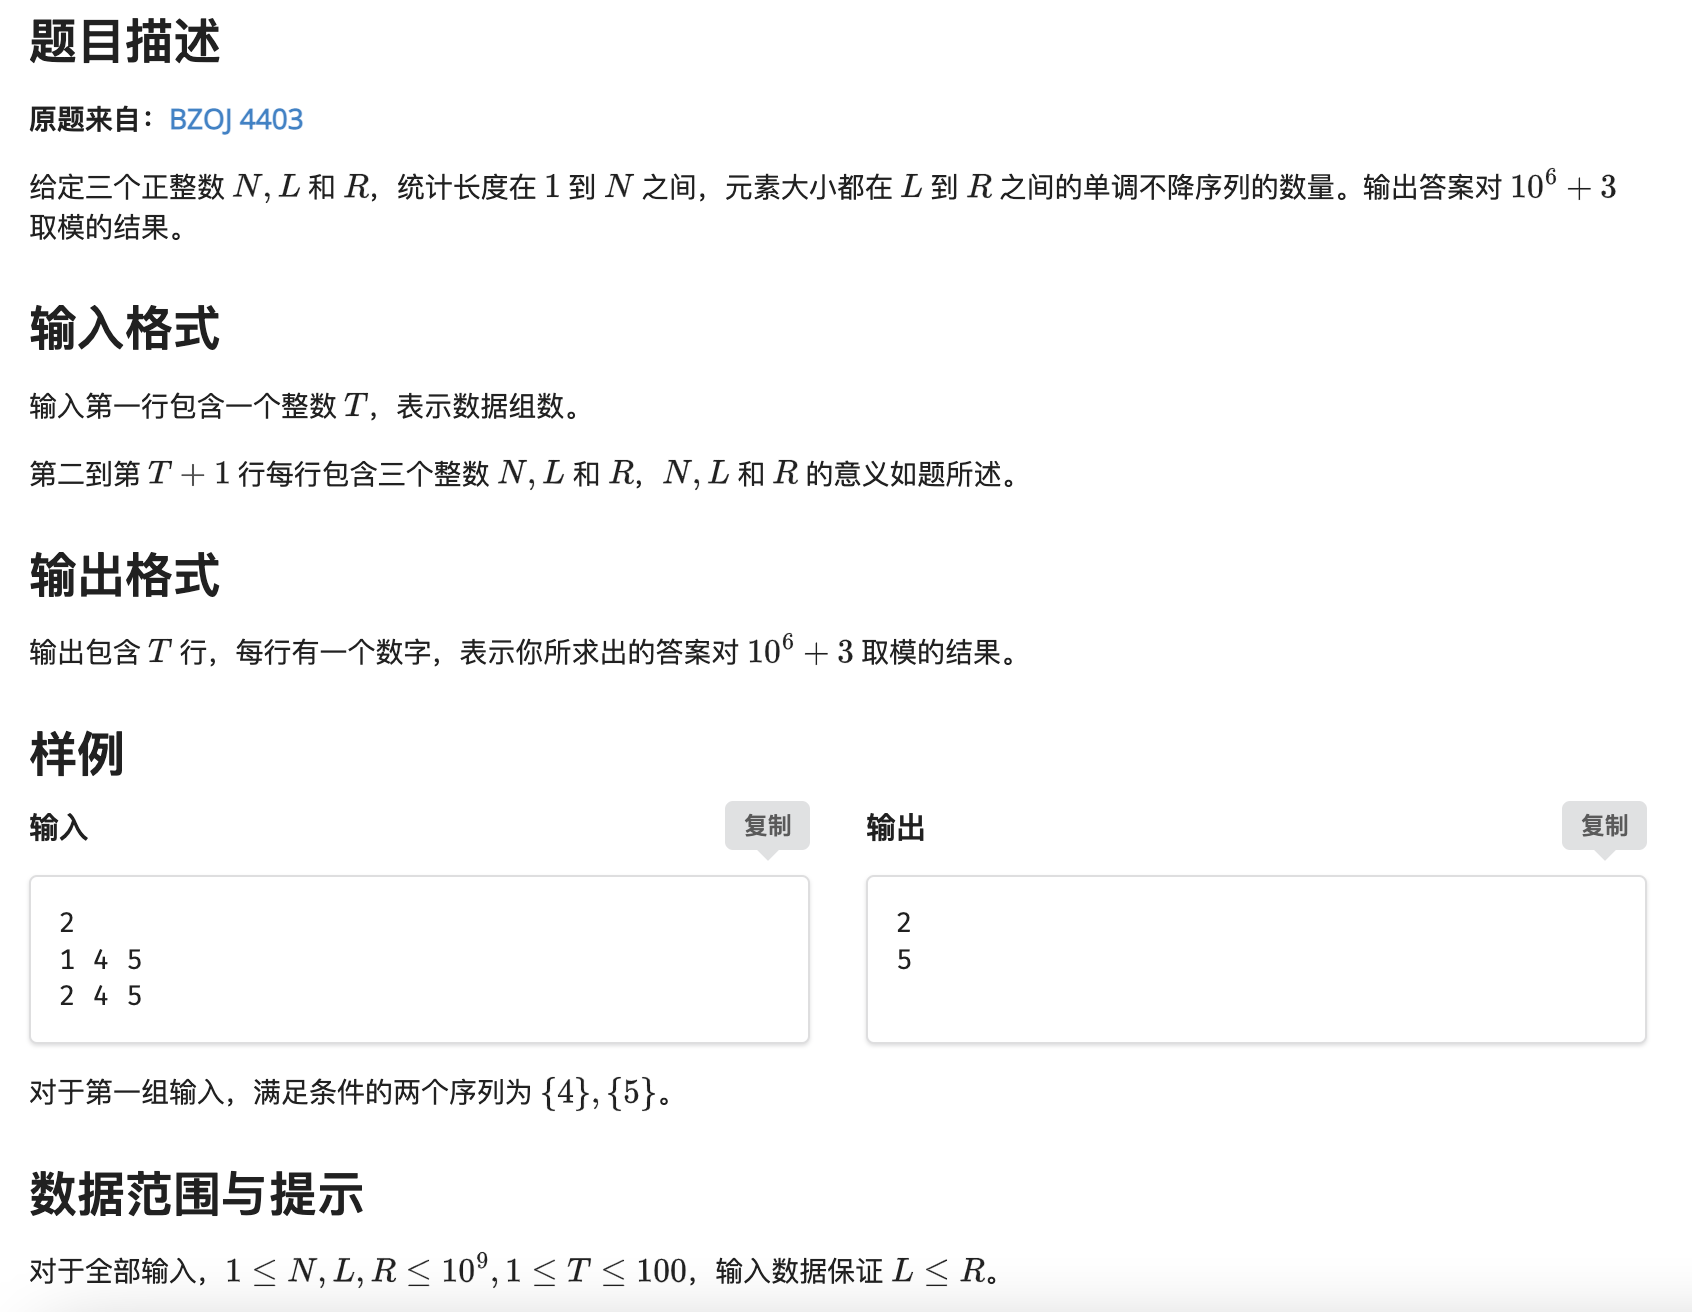 题目描述
原题来自：BZOJ 4403
给定三个正整数 N, L 和 R，统计长度在 1 到 N 之间，元素大小都在 L 到 R 之间的单调不降序列的数量。输出答案对 10^6 + 3
取模的结果。
输入格式
输入第一行包含一个整数 T，表示数据组数。
第二到第 T + 1 行每行包含三个整数 N, L 和 R，N, L 和 R 的意义如题所述。
输出格式
输出包含 T 行，每行有一个数字，表示你所求出的答案对 10^6 + 3 取模的结果。
样例
输入
复制
2
1 4 5
2 4 5
输出
复制
2
5
对于第一组输入，满足条件的两个序列为 {4}, {5}。
数据范围与提示
对于全部输入，1 ≤ N, L, R ≤ 10^9, 1 ≤ T ≤ 100，输入数据保证 L ≤ R。